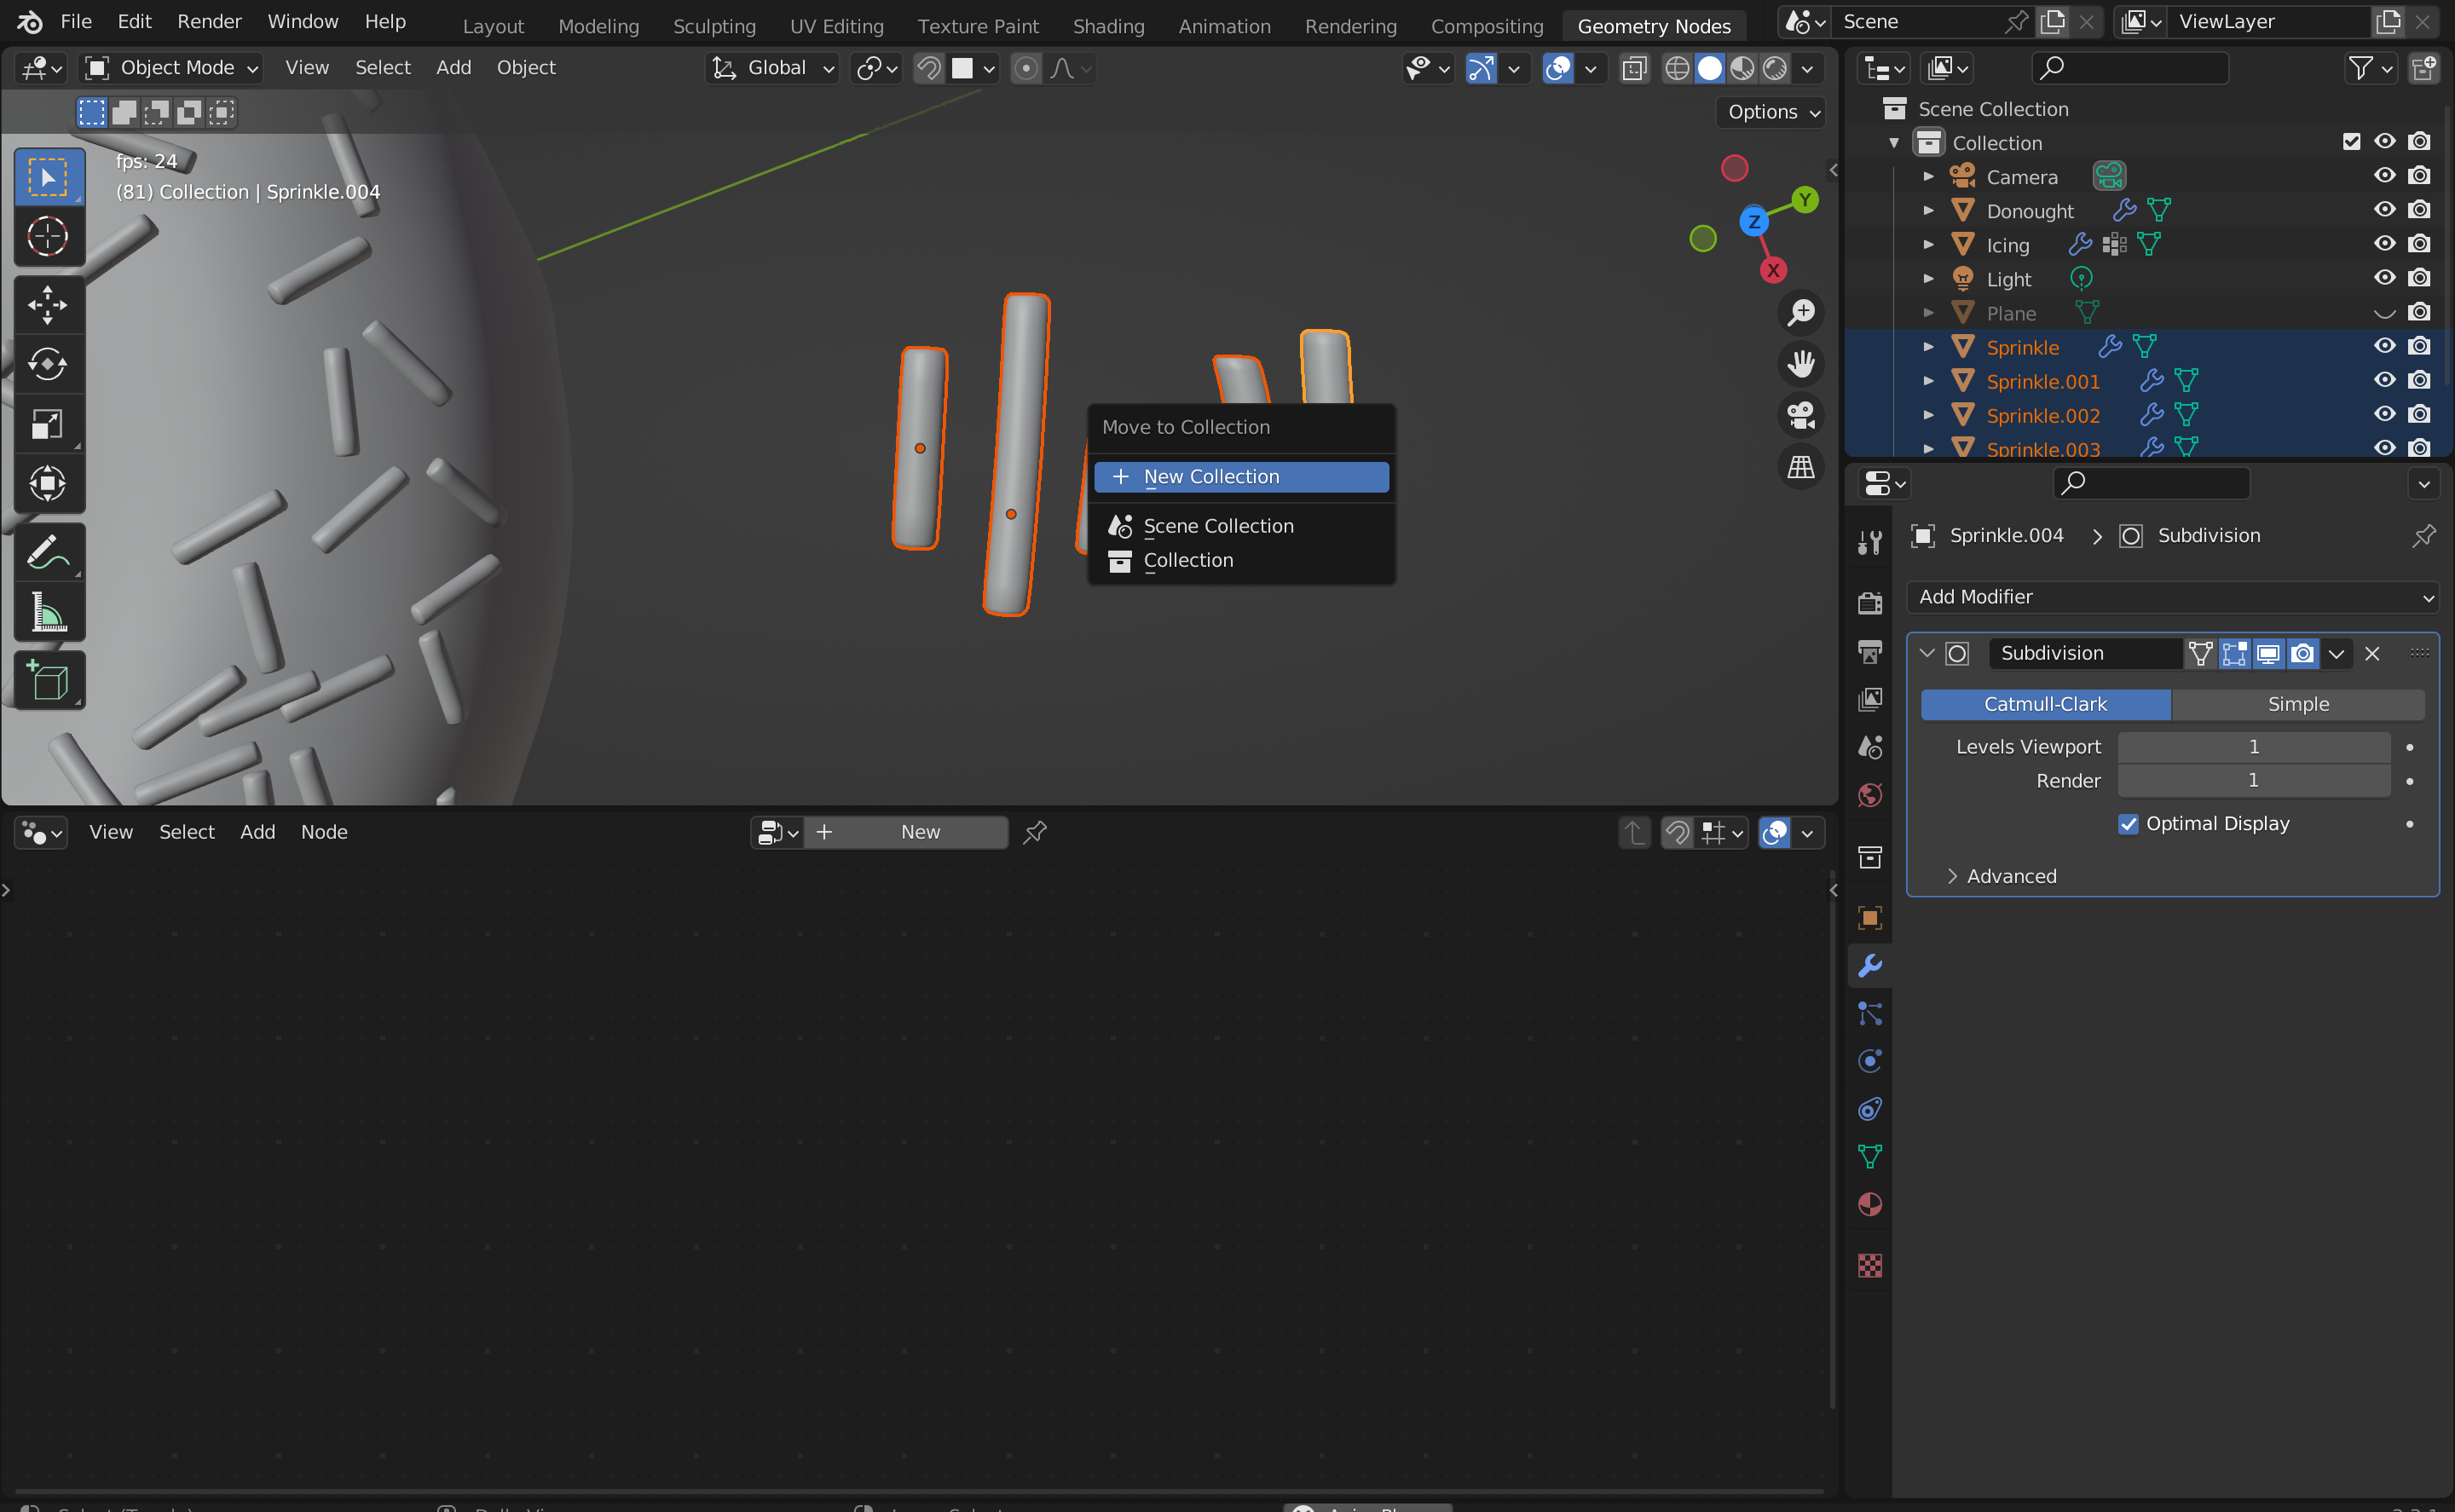 File Edit Render Window Help Layout Modeling Sculpting UV Editing Texture Paint Shading Animation Rendering Compositing Geometry Nodes Scene ViewLayer
Object Mode View Select Add Object Global
Options
fps: 24
(81) Collection | Sprinkle.004
Y
Z
X
Move to Collection
New Collection
Scene Collection
Collection
Scene Collection
Collection
Camera
Donought
Icing
Light
Plane
Sprinkle
Sprinkle.001
Sprinkle.002
Sprinkle.003
Sprinkle.004 Subdivision
Add Modifier
Subdivision
Catmull-Clark Simple
Levels Viewport 1
Render 1
Optimal Display
Advanced
View Select Add Node New